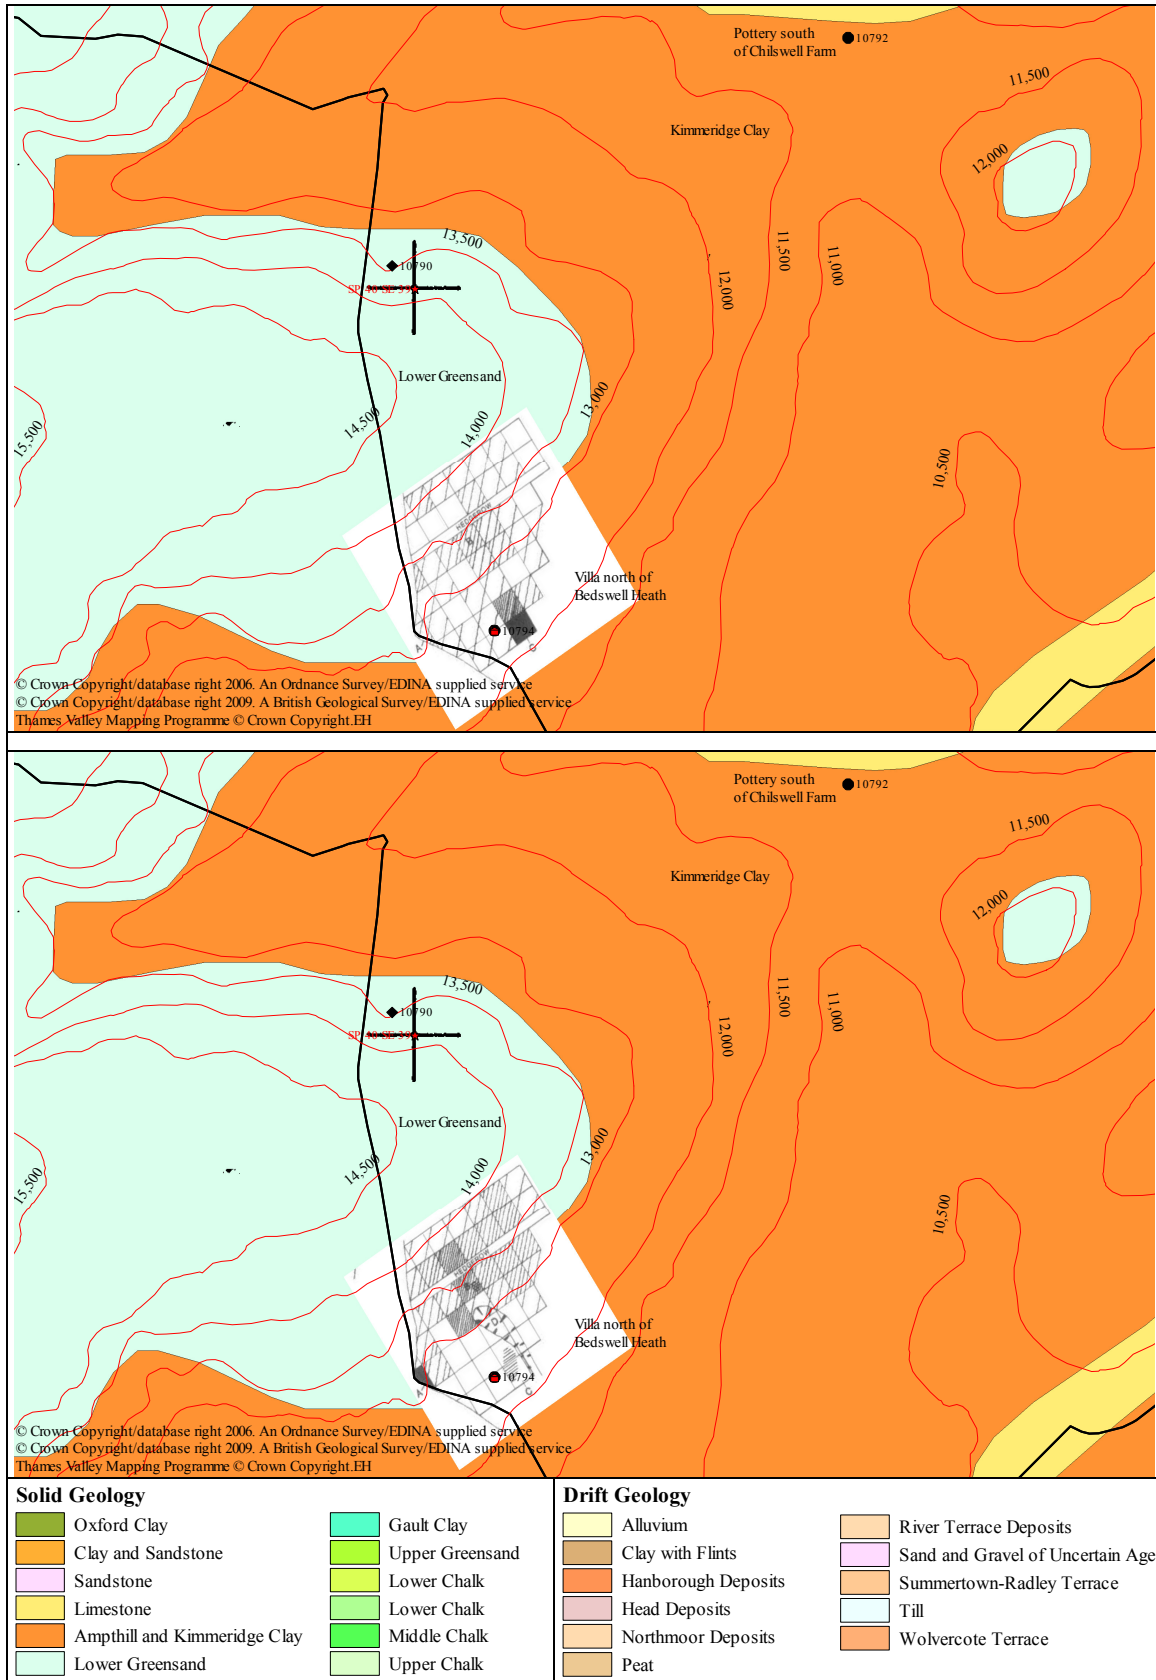 Pottery south
of Chilswell Farm
10792
11,500
Kimmeridge Clay
12,000
13,500
10790
SP 40 SE 39
11,500
11,000
12,000
Lower Greensand
13,000
14,500
14,000
15,500
10,500
HEDGEROW
B
Villa north of
Bedswell Heath
10794
A
C
© Crown Copyright/database right 2006. An Ordnance Survey/EDINA supplied service
© Crown Copyright/database right 2009. A British Geological Survey/EDINA supplied service
Thames Valley Mapping Programme © Crown Copyright.EH
Pottery south
of Chilswell Farm
10792
11,500
Kimmeridge Clay
12,000
13,500
10790
SP 40 SE 39
11,500
11,000
12,000
Lower Greensand
13,000
14,500
14,000
15,500
10,500
HEDGEROW
D
Villa north of
Bedswell Heath
10794
A
C
© Crown Copyright/database right 2006. An Ordnance Survey/EDINA supplied service
© Crown Copyright/database right 2009. A British Geological Survey/EDINA supplied service
Thames Valley Mapping Programme © Crown Copyright.EH
Solid Geology
Oxford Clay
Clay and Sandstone
Sandstone
Limestone
Ampthill and Kimmeridge Clay
Lower Greensand
Gault Clay
Upper Greensand
Lower Chalk
Lower Chalk
Middle Chalk
Upper Chalk
Drift Geology
Alluvium
Clay with Flints
Hanborough Deposits
Head Deposits
Northmoor Deposits
Peat
River Terrace Deposits
Sand and Gravel of Uncertain Age
Summertown-Radley Terrace
Till
Wolvercote Terrace